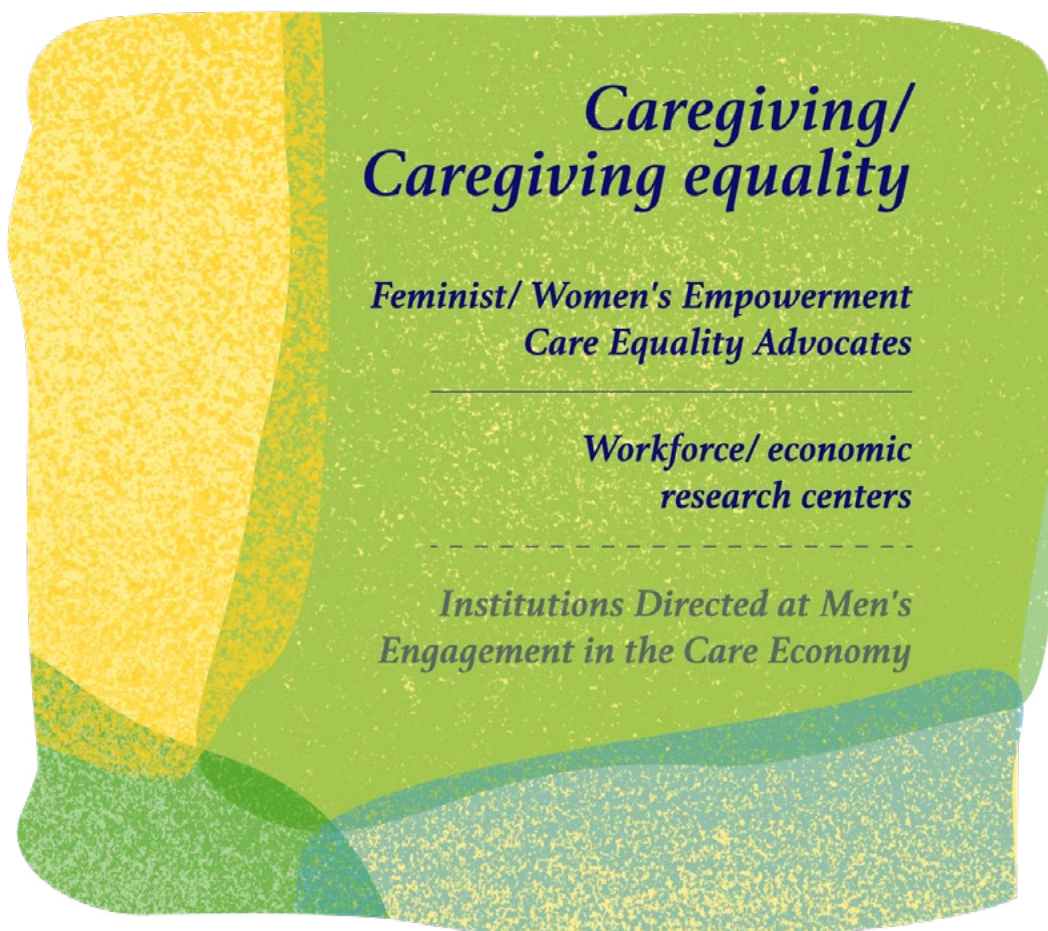 Caregiving/
Caregiving equality
Feminist/ Women's Empowerment
Care Equality Advocates
Workforce/ economic
research centers
Institutions Directed at Men's
Engagement in the Care Economy